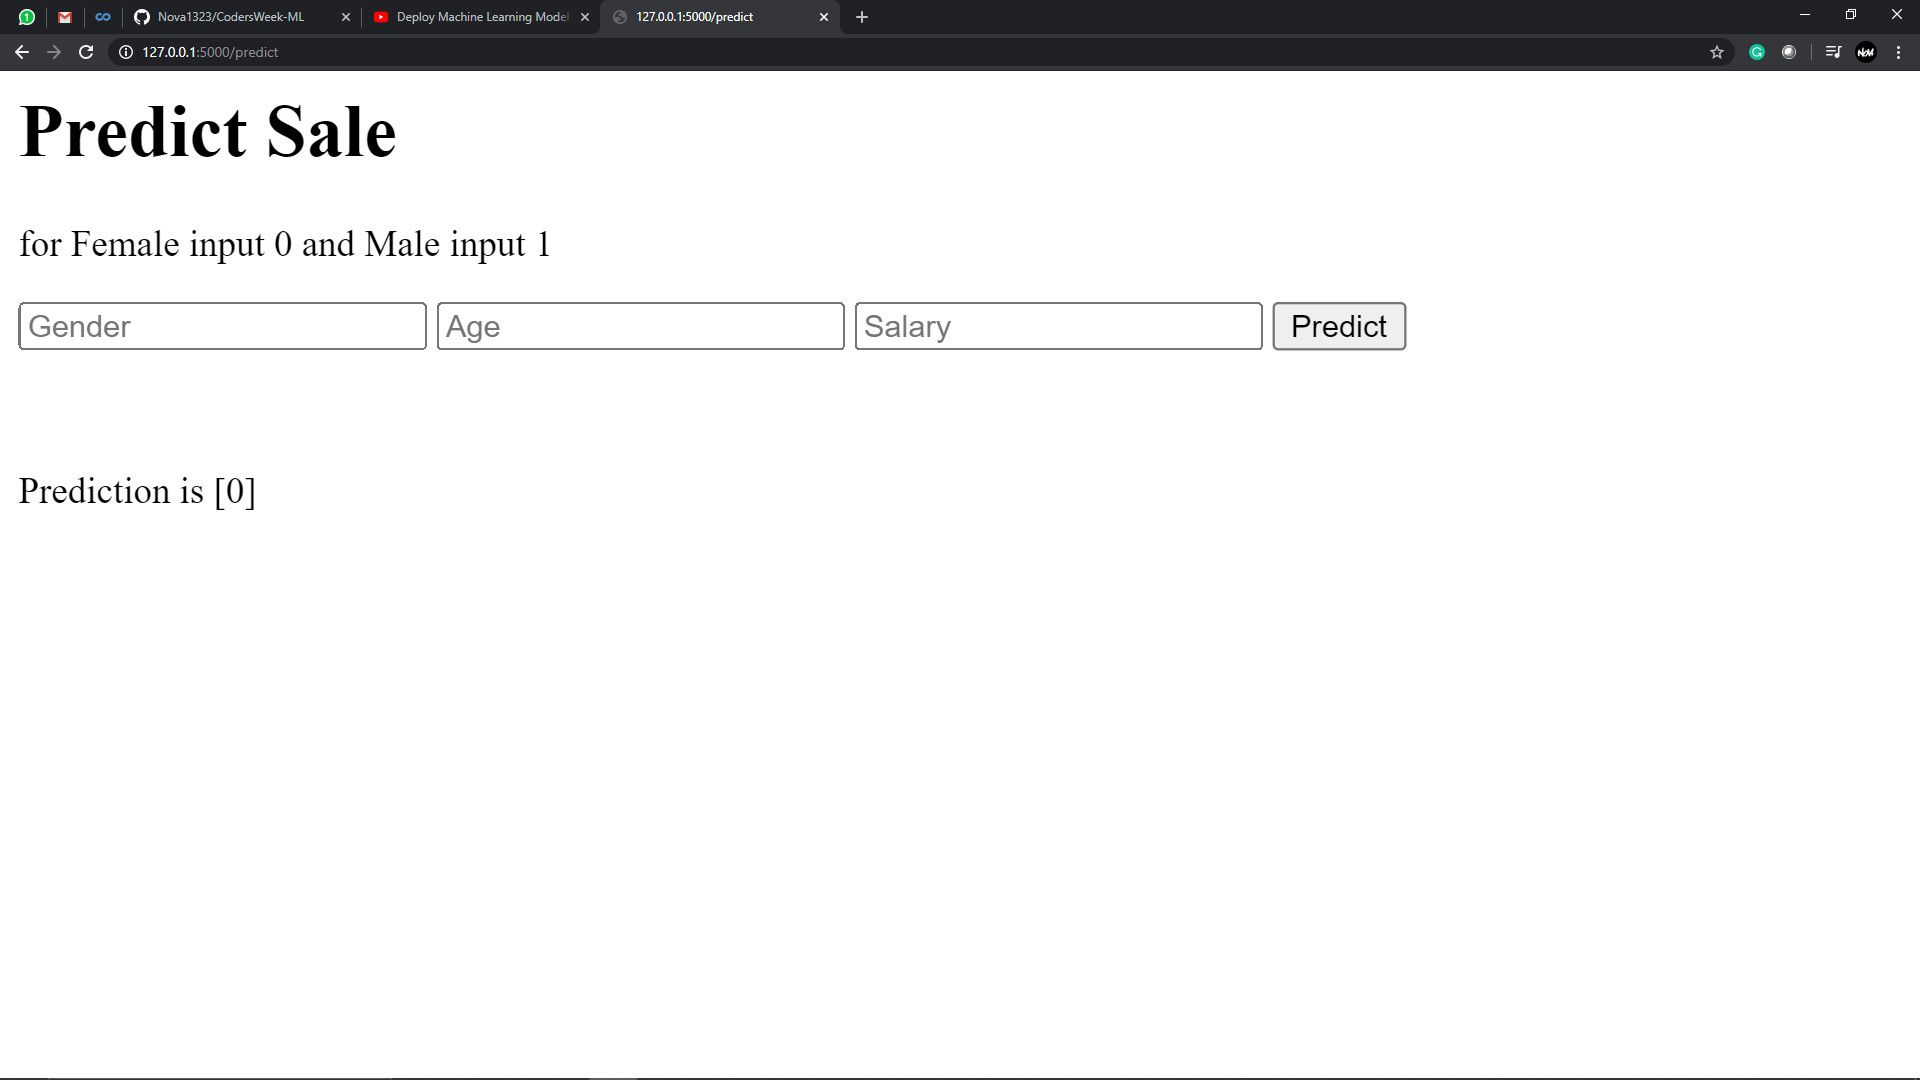 Nova1323/CodersWeek-ML
Deploy Machine Learning Model
127.0.0.1:5000/predict
127.0.0.1:5000/predict
Predict Sale
for Female input 0 and Male input 1
Gender Age Salary Predict
Prediction is [0]